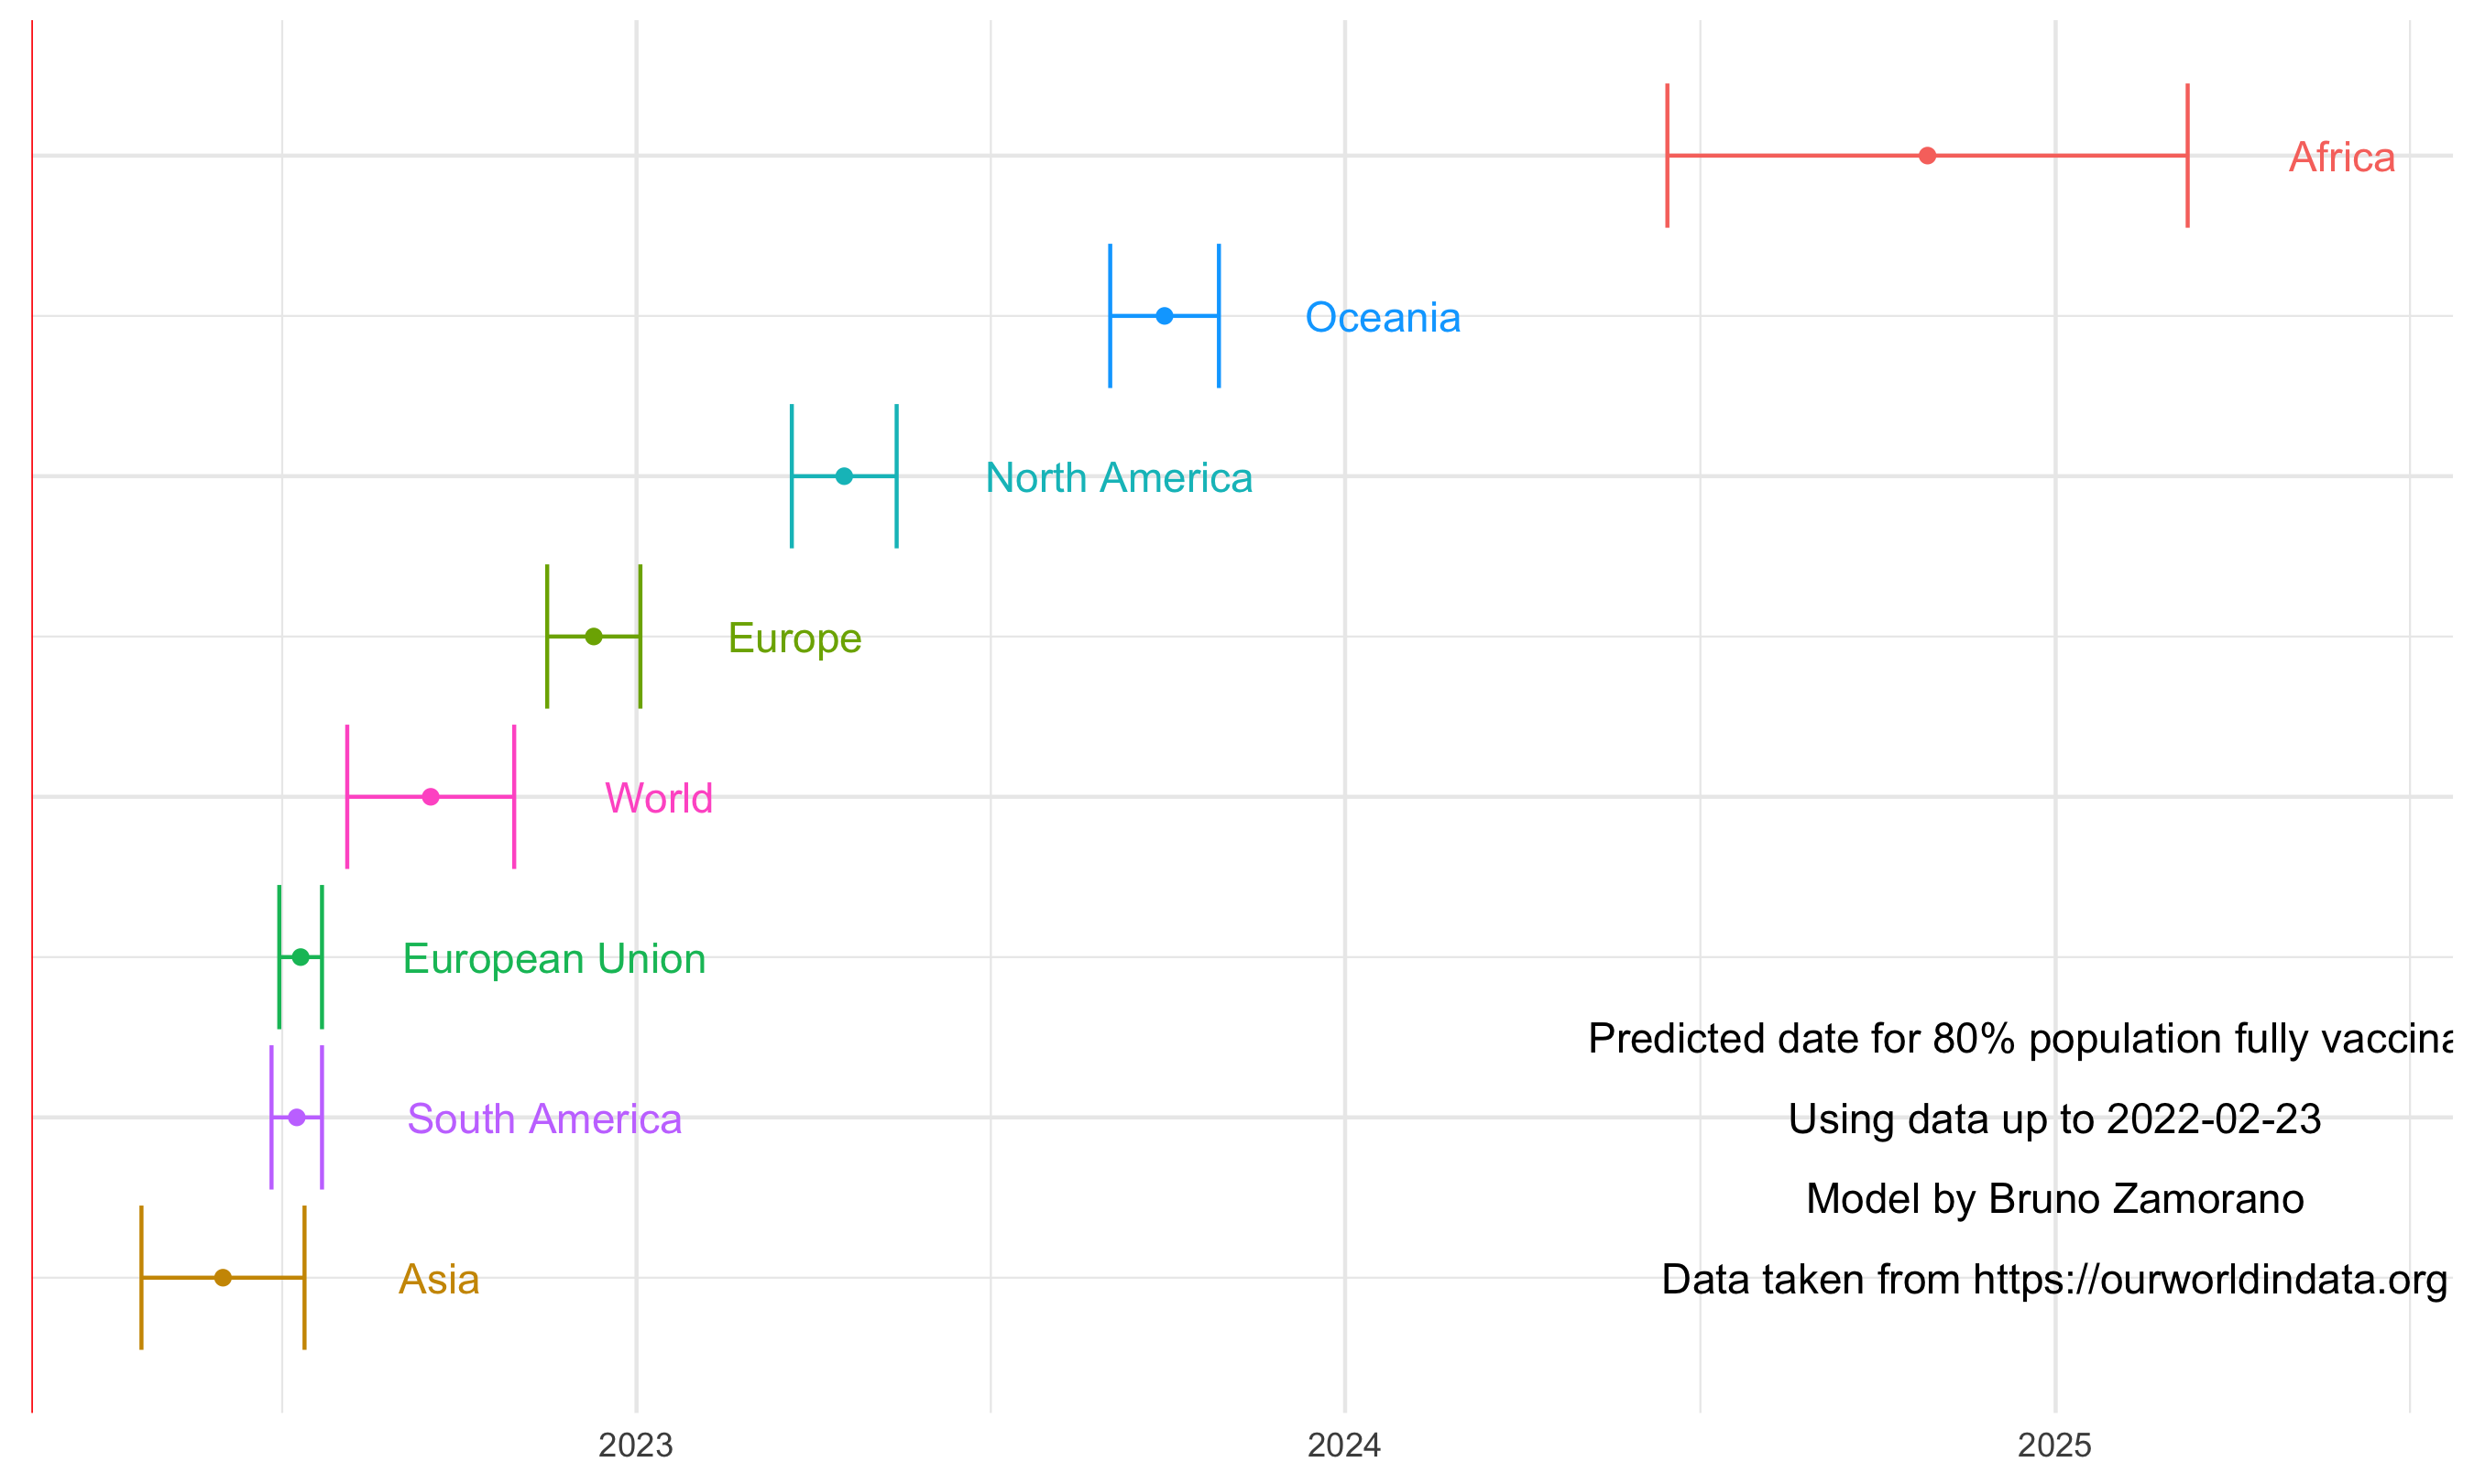 Africa
Oceania
North America
Europe
World
European Union
Predicted date for 80% population fully
South America
Using data up to 2022-02-23
Model by Bruno Zamorano
Asia
Data taken from https://ourworldindata.org
2023
2024
2025